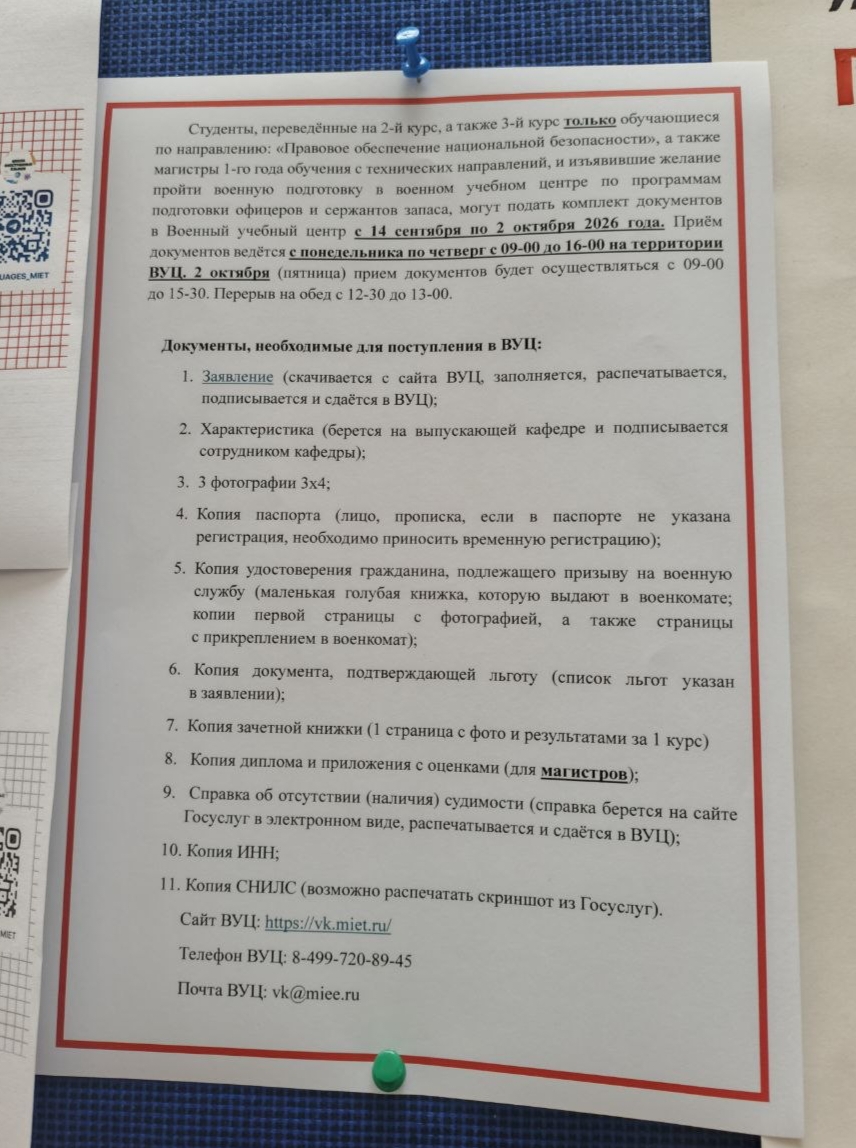 Студенты, переведённые на 2-й курс, а также 3-й курс только обучающиеся
по направлению: «Правовое обеспечение национальной безопасности», а также
магистры 1-го года обучения с технических направлений, и изъявившие желание
пройти военную подготовку в военном учебном центре по программам
подготовки офицеров и сержантов запаса, могут подать комплект документов
в Военный учебный центр с 14 сентября по 2 октября 2026 года. Приём
документов ведётся с понедельника по четверг с 09-00 до 16-00 на территории
ВУЦ. 2 октября (пятница) прием документов будет осуществляться с 09-00
до 15-30. Перерыв на обед с 12-30 до 13-00.
Документы, необходимые для поступления в ВУЦ:
1. Заявление (скачивается с сайта ВУЦ, заполняется, распечатывается,
подписывается и сдаётся в ВУЦ);
2. Характеристика (берется на выпускающей кафедре и подписывается
сотрудником кафедры);
3. 3 фотографии 3х4;
4. Копия паспорта (лицо, прописка, если в паспорте не указана
регистрация, необходимо приносить временную регистрацию);
5. Копия удостоверения гражданина, подлежащего призыву на военную
службу (маленькая голубая книжка, которую выдают в военкомате;
копии первой страницы с фотографией, а также страницы
с прикреплением в военкомат);
6. Копия документа, подтверждающей льготу (список льгот указан
в заявлении);
7. Копия зачетной книжки (1 страница с фото и результатами за 1 курс)
8. Копия диплома и приложения с оценками (для магистров);
9. Справка об отсутствии (наличия) судимости (справка берется на сайте
Госуслуг в электронном виде, распечатывается и сдаётся в ВУЦ);
10. Копия ИНН;
11. Копия СНИЛС (возможно распечатать скриншот из Госуслуг).
Сайт ВУЦ: https://vk.miet.ru/
Телефон ВУЦ: 8-499-720-89-45
Почта ВУЦ: vk@miee.ru
UAGES_MIET
MIET